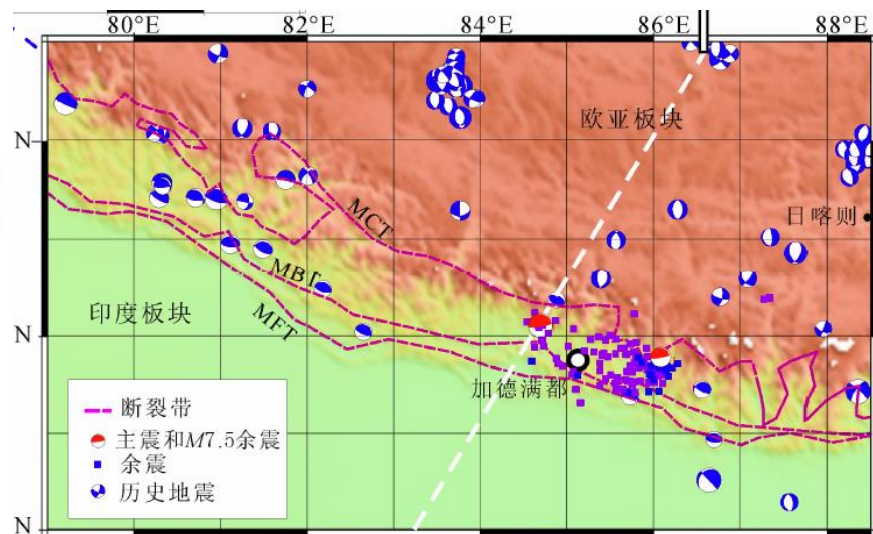 80°E 82°E 84°E 86°E 88°E
欧亚板块
N
日喀则
MCT
MBT
印度板块
MFT
N
加德满都
断裂带
主震和M7.5余震
余震
历史地震
N